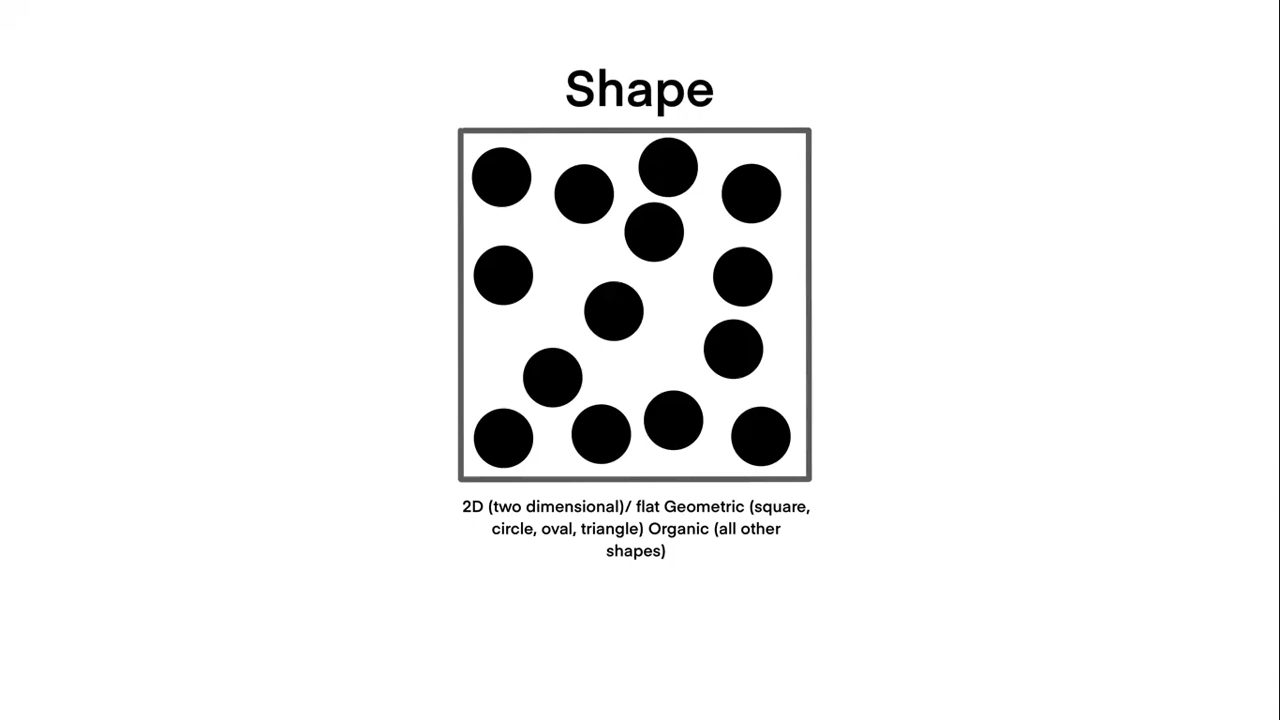 Shape
2D (two dimensional)/ flat Geometric (square,
circle, oval, triangle) Organic (all other
shapes)